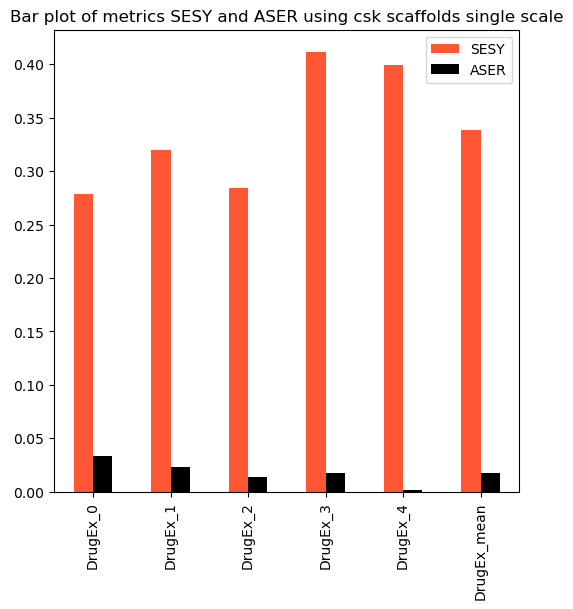 Bar plot of metrics SESY and ASER using csk scaffolds single scale
SESY
ASER
0.40
0.35
0.30
0.25
0.20
0.15
0.10
0.05
0.00
DrugEx_0
DrugEx_1
DrugEx_2
DrugEx_3
DrugEx_4
DrugEx_mean